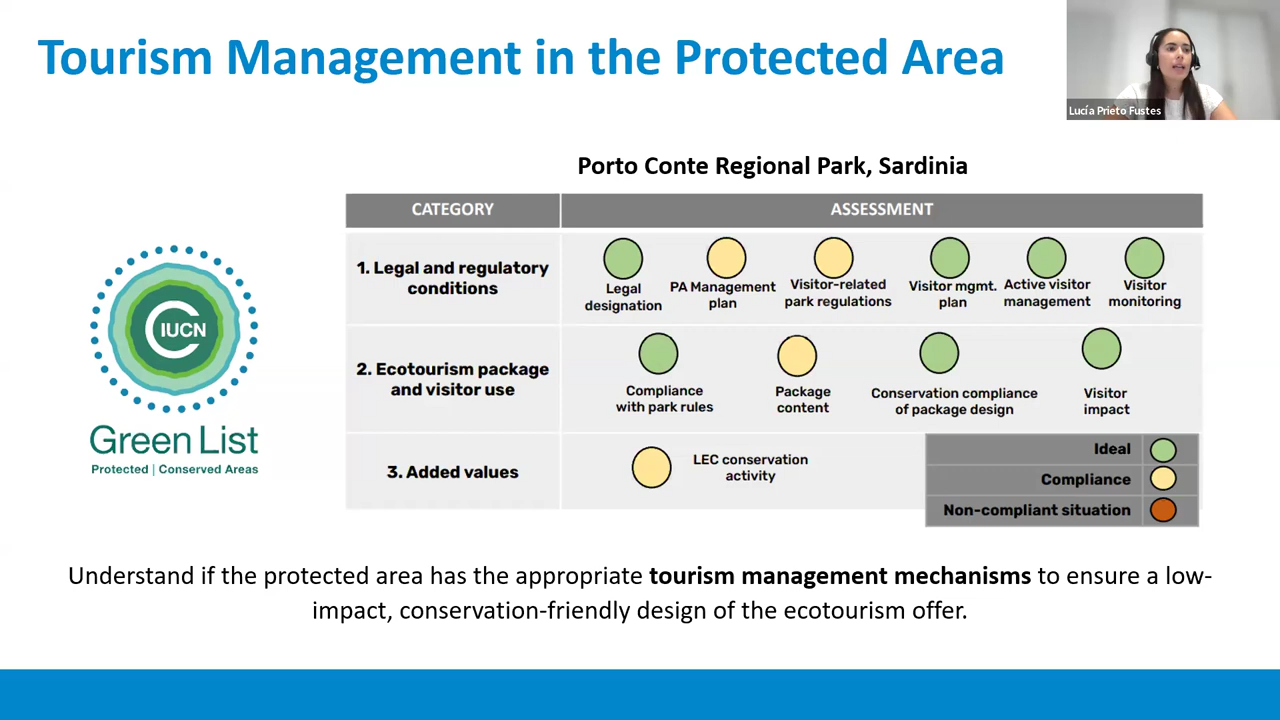 Tourism Management in the Protected Area
Lucía Prieto Fustes
Porto Conte Regional Park, Sardinia
CATEGORY
ASSESSMENT
1. Legal and regulatory
conditions
Legal
designation
PA Management
plan
Visitor-related
park regulations
Visitor mgmt.
plan
Active visitor
management
Visitor
monitoring
2. Ecotourism package
and visitor use
Compliance
with park rules
Package
content
Conservation compliance
of package design
Visitor
impact
3. Added values
LEC conservation
activity
Ideal
Compliance
Non-compliant situation
IUCN
Green List
Protected | Conserved Areas
Understand if the protected area has the appropriate tourism management mechanisms to ensure a low-
impact, conservation-friendly design of the ecotourism offer.